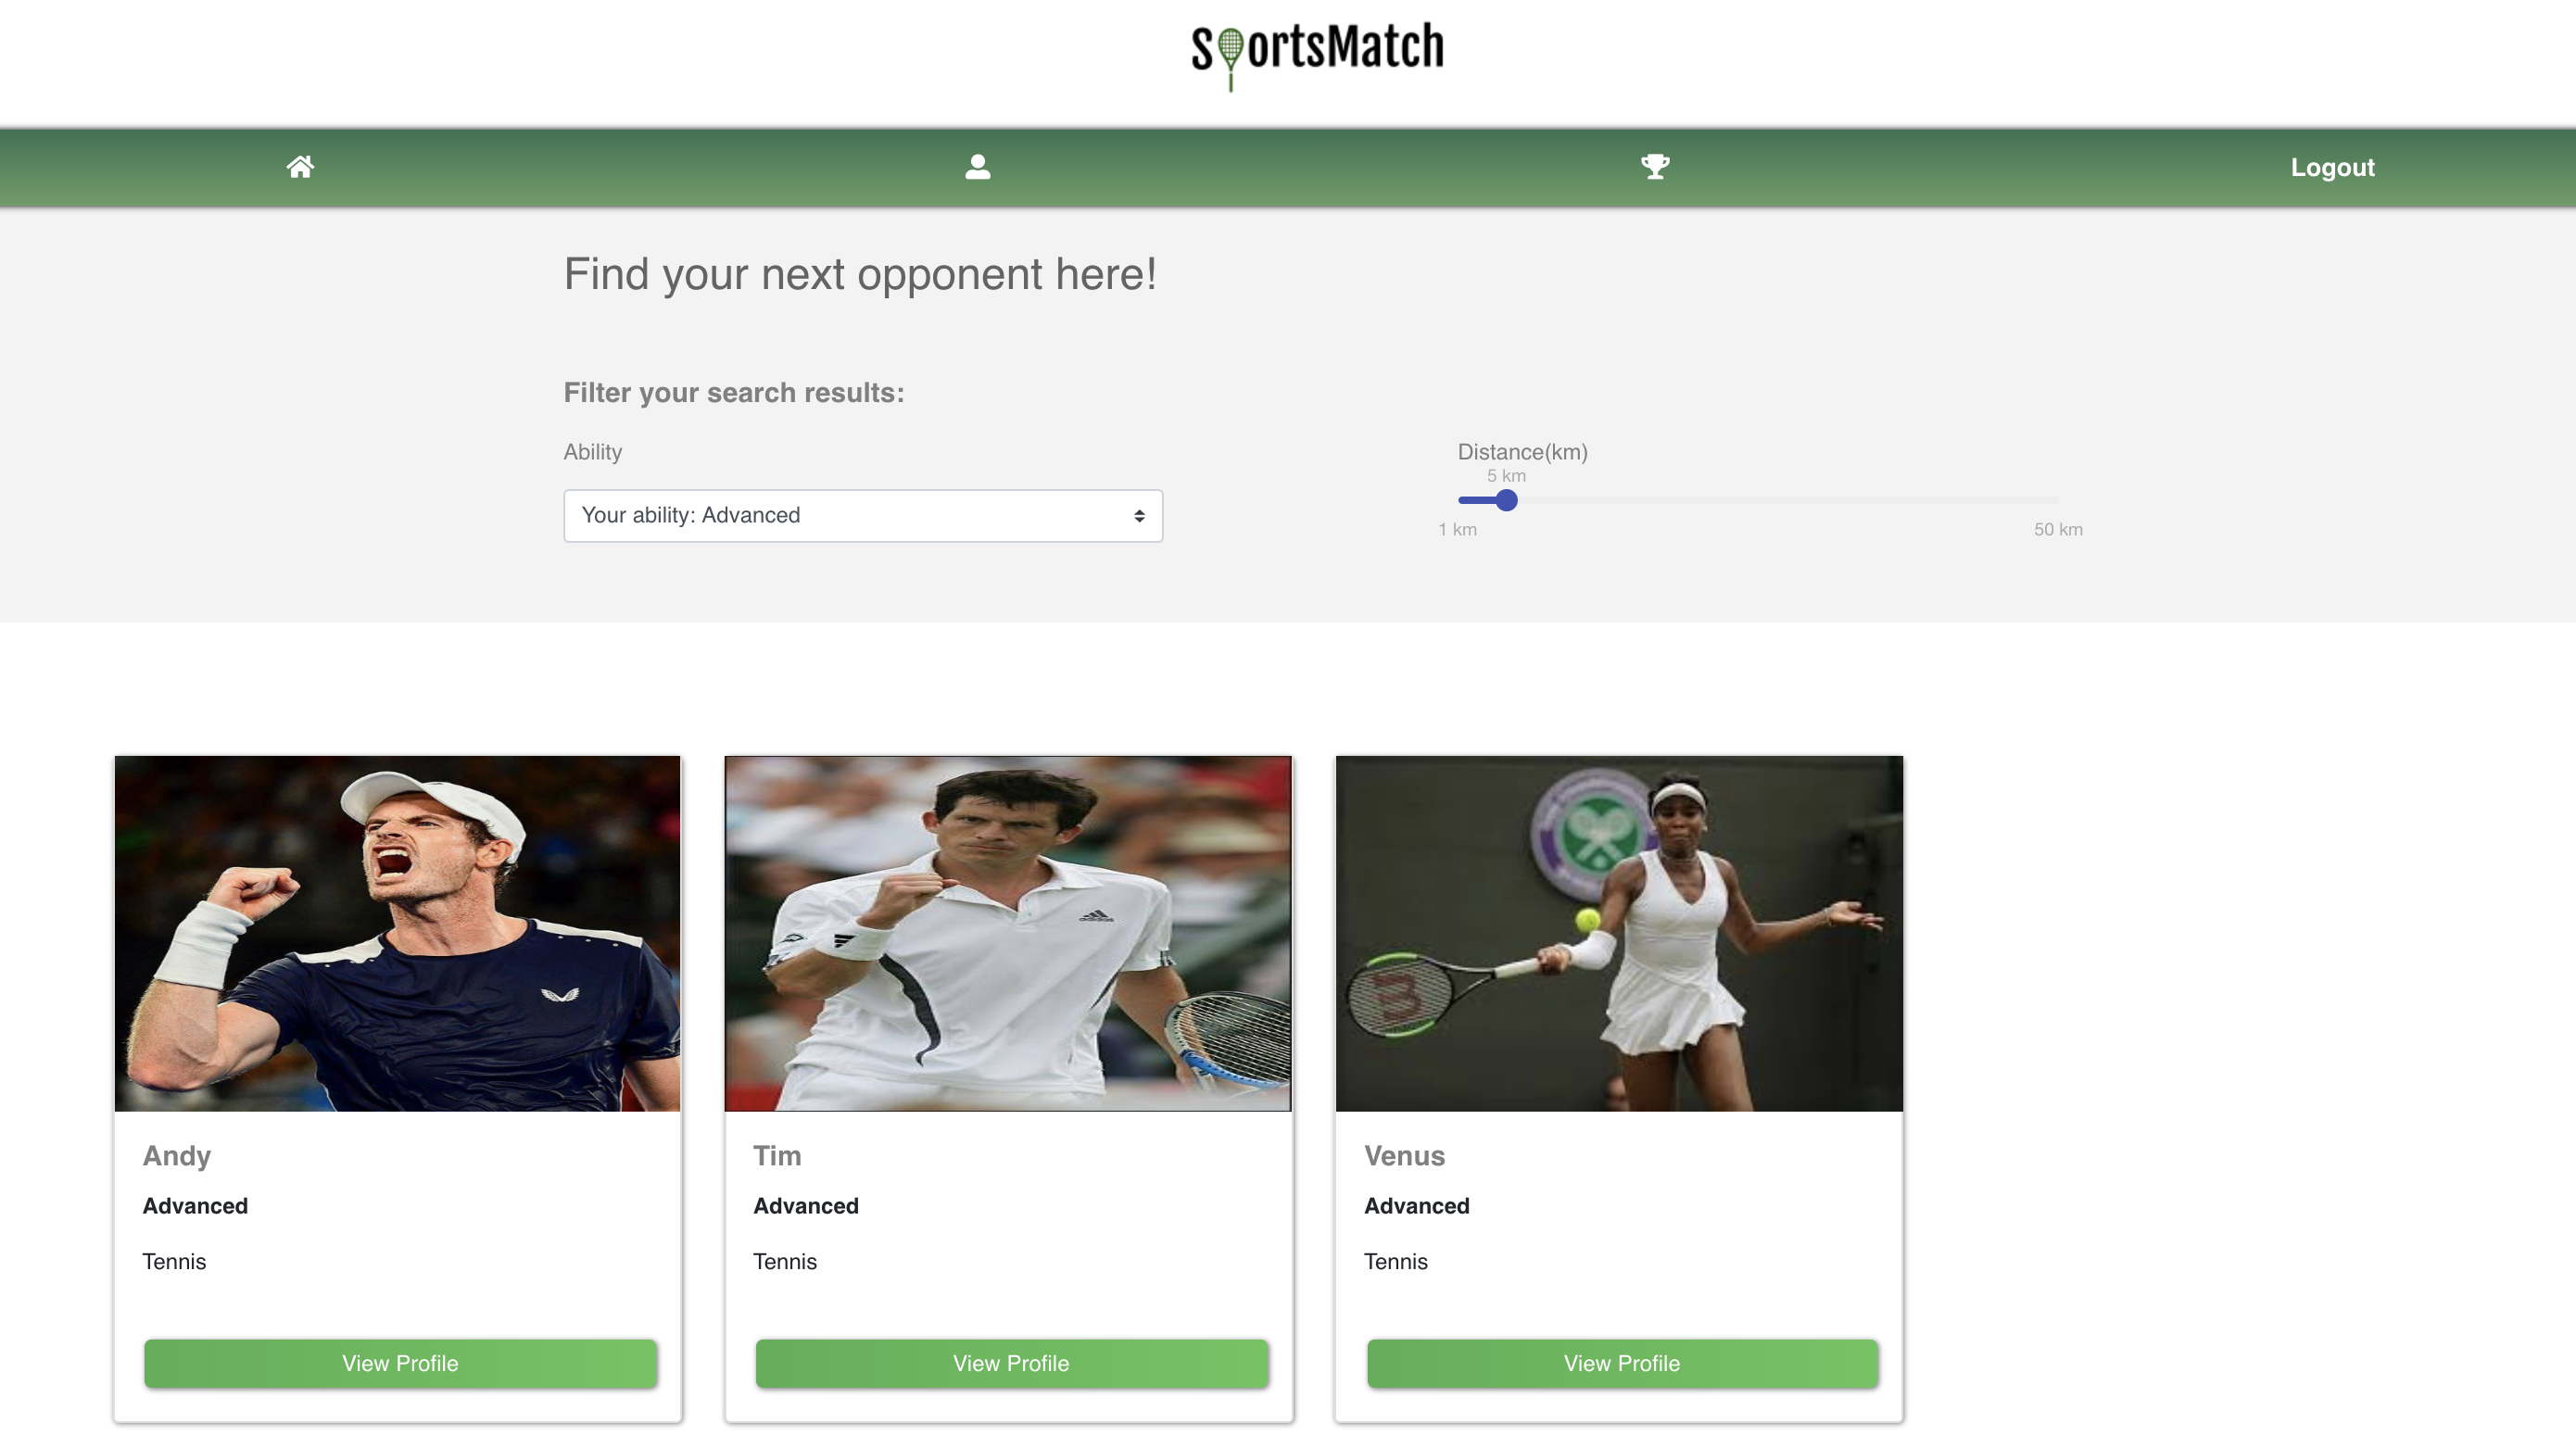 SportsMatch
Logout
Find your next opponent here!
Filter your search results:
Ability
Distance(km)
5 km
Your ability: Advanced
1 km
50 km
adidas
Andy
Tim
Venus
Advanced
Advanced
Advanced
Tennis
Tennis
Tennis
View Profile
View Profile
View Profile